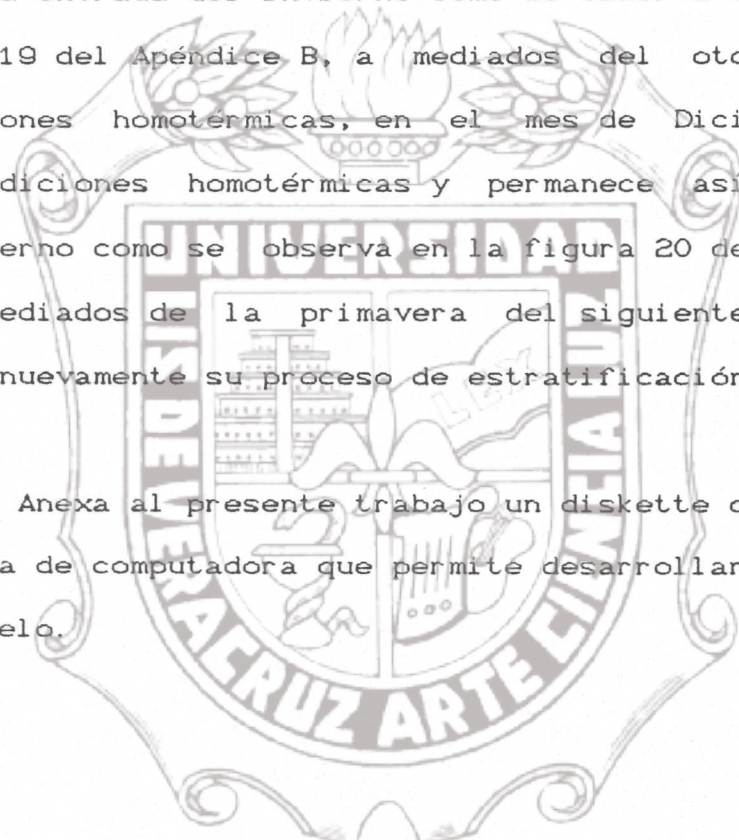 19 del Apéndice B, a mediados del oto
ones homotérmicas, en el mes de Dici
diciones homotérmicas y permanece así
erno como se observa en la figura 20 de
ediados de la primavera del siguiente
nuevamente su proceso de estratificación
Anexa al presente trabajo un diskette
a de computadora que permite desarrollar
elo.
UNIVERSIDAD
VERACRUZ ARTE CIENCIA LUZ
LEX